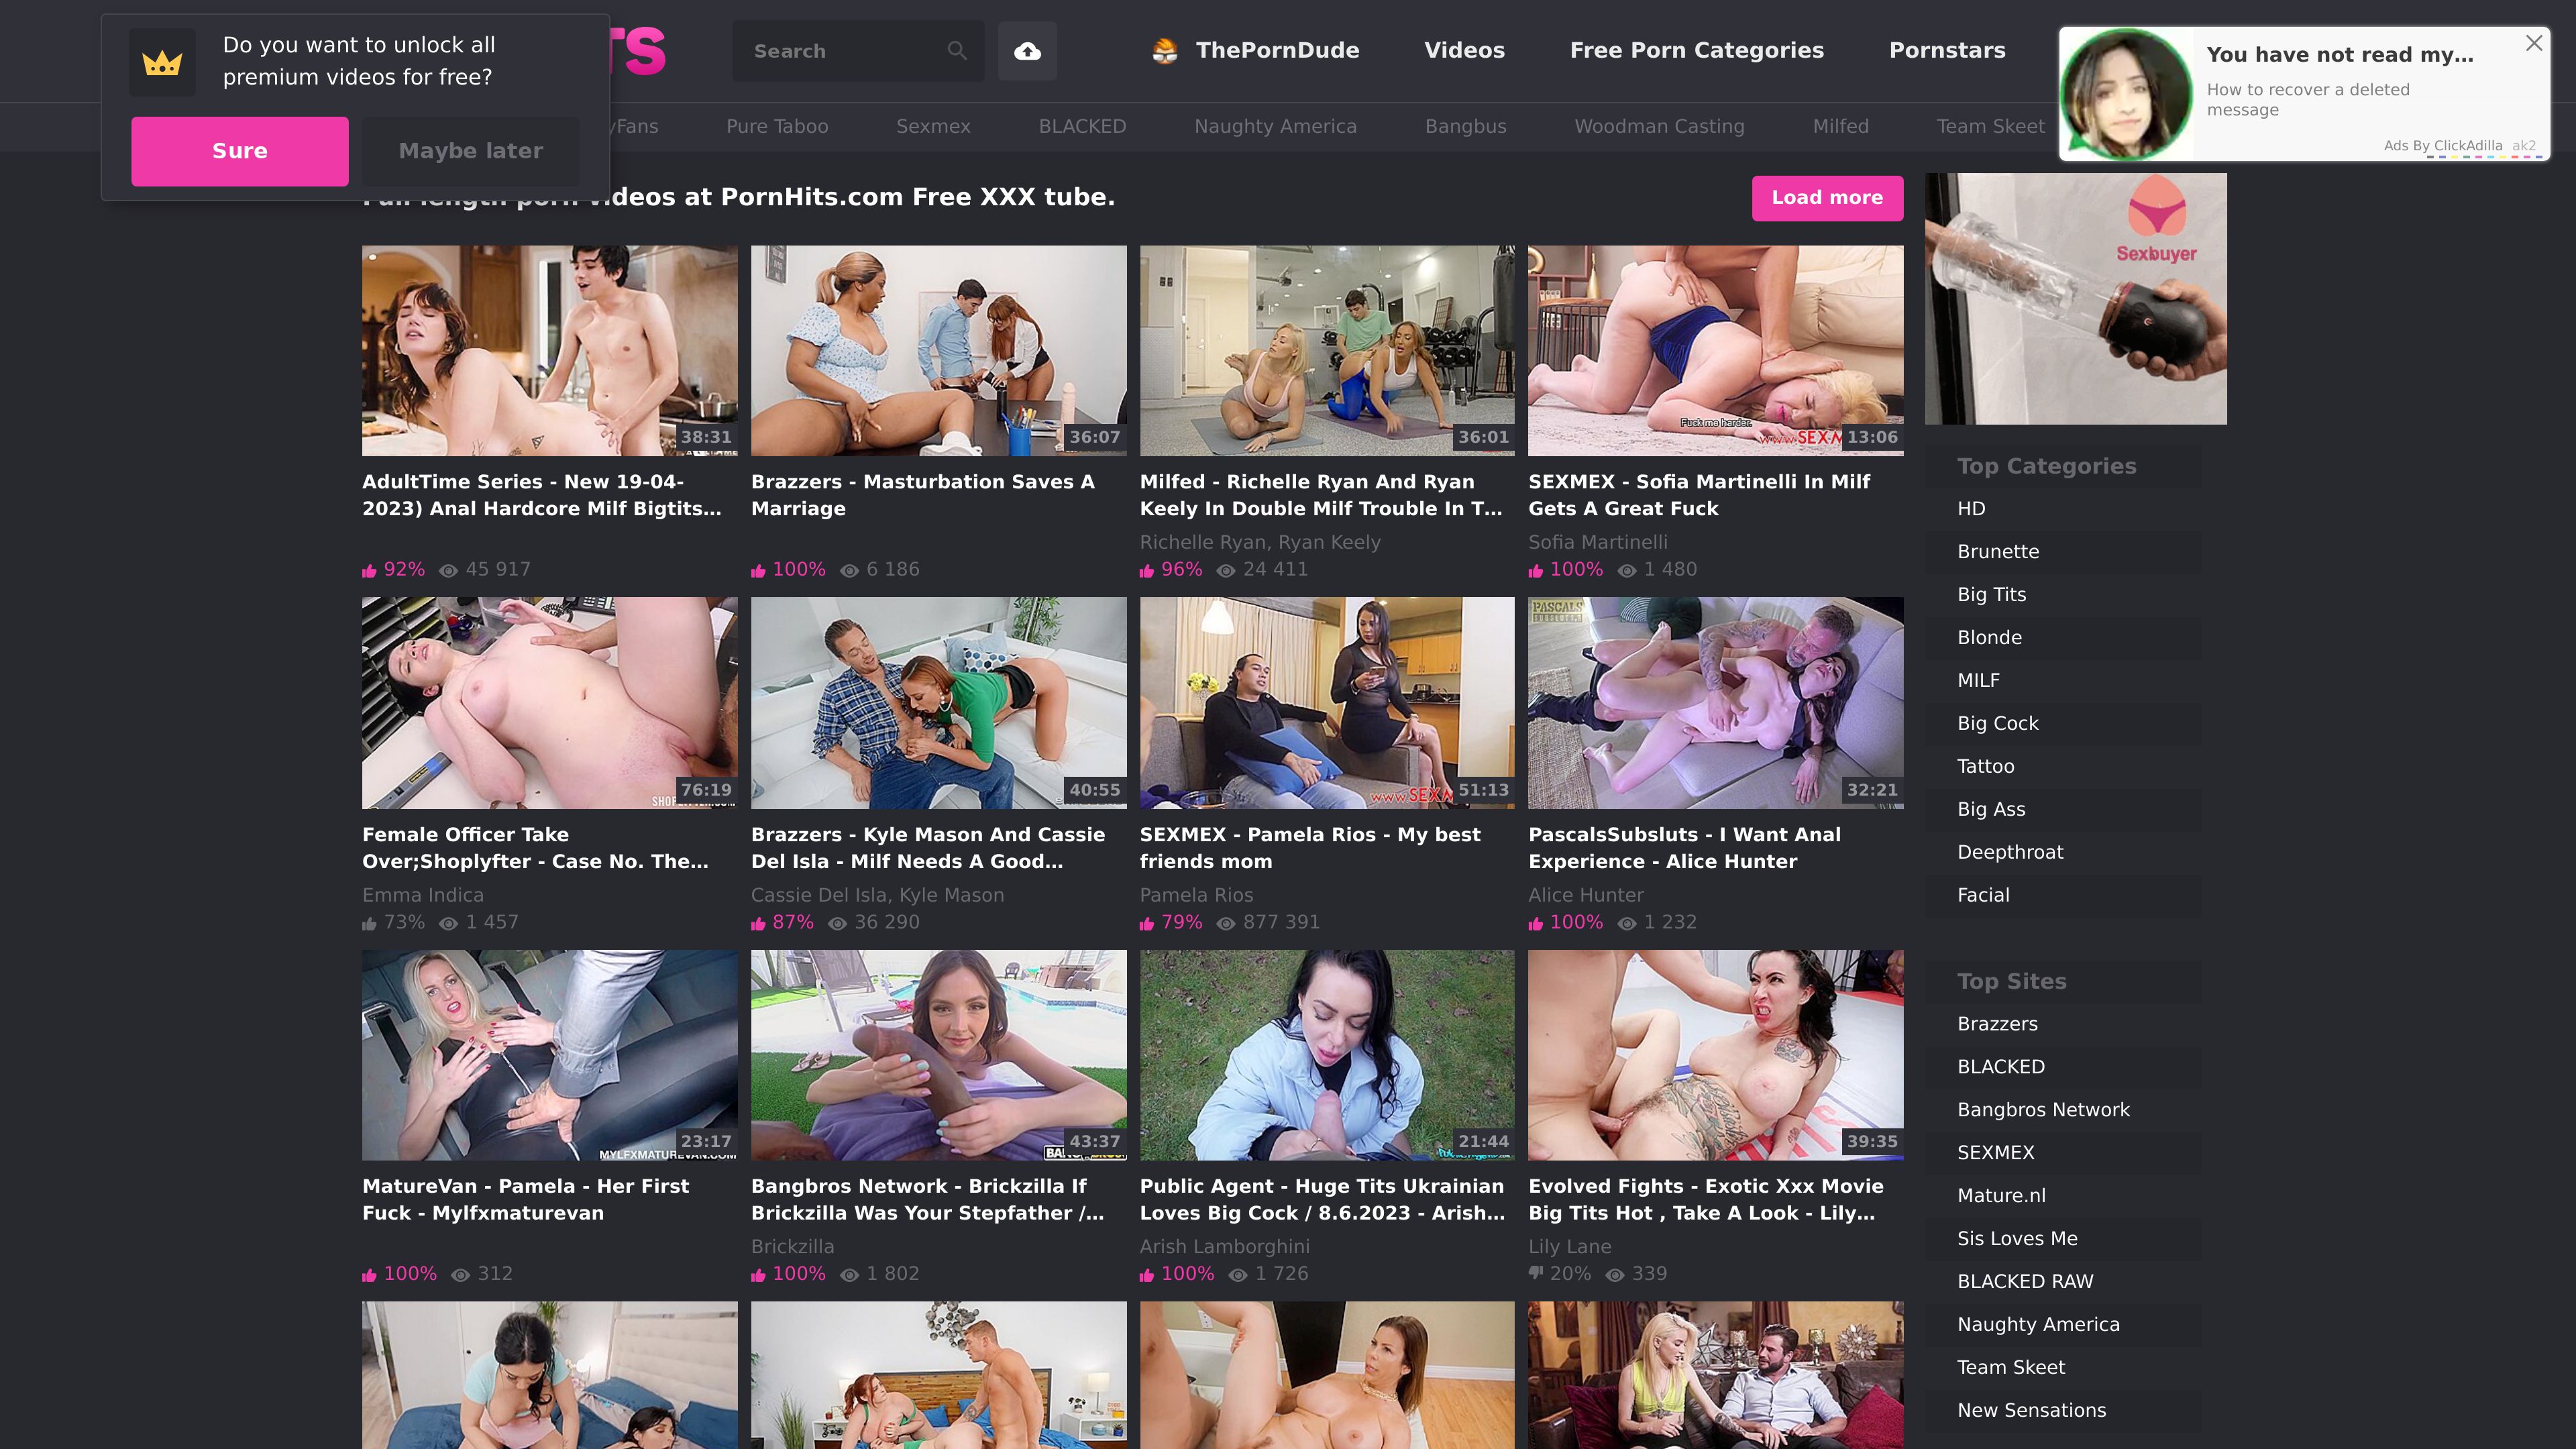 Do you want to unlock all
premium videos for free?
Sure
Maybe later
TS
Search
ThePornDude
Videos
Free Porn Categories
Pornstars
You have not read my...
How to recover a deleted
message
Ads By ClickAdilla ak2
yFans
Pure Taboo
Sexmex
BLACKED
Naughty America
Bangbus
Woodman Casting
Milfed
Team Skeet
Full length porn videos at PornHits.com Free XXX tube.
Load more
Sexbuyer
38:31
36:07
36:01
Fuck me harder.
www.SEX-M
13:06
AdultTime Series - New 19-04-
2023) Anal Hardcore Milf Bigtits...
92% 45 917
Brazzers - Masturbation Saves A
Marriage
100% 6 186
Milfed - Richelle Ryan And Ryan
Keely In Double Milf Trouble In T...
Richelle Ryan, Ryan Keely
96% 24 411
SEXMEX - Sofia Martinelli In Milf
Gets A Great Fuck
Sofia Martinelli
100% 1 480
76:19
40:55
www.SEXM
51:13
PASCALS
32:21
Female Officer Take
Over;Shoplyfter - Case No. The...
Emma Indica
73% 1 457
Brazzers - Kyle Mason And Cassie
Del Isla - Milf Needs A Good...
Cassie Del Isla, Kyle Mason
87% 36 290
SEXMEX - Pamela Rios - My best
friends mom
Pamela Rios
79% 877 391
PascalsSubsluts - I Want Anal
Experience - Alice Hunter
Alice Hunter
100% 1 232
23:17
43:37
21:44
39:35
MatureVan - Pamela - Her First
Fuck - Mylfxmaturevan
100% 312
Bangbros Network - Brickzilla If
Brickzilla Was Your Stepfather /...
Brickzilla
100% 1 802
Public Agent - Huge Tits Ukrainian
Loves Big Cock / 8.6.2023 - Arish...
Arish Lamborghini
100% 1 726
Evolved Fights - Exotic Xxx Movie
Big Tits Hot , Take A Look - Lily...
Lily Lane
20% 339
Top Categories
HD
Brunette
Big Tits
Blonde
MILF
Big Cock
Tattoo
Big Ass
Deepthroat
Facial
Top Sites
Brazzers
BLACKED
Bangbros Network
SEXMEX
Mature.nl
Sis Loves Me
BLACKED RAW
Naughty America
Team Skeet
New Sensations